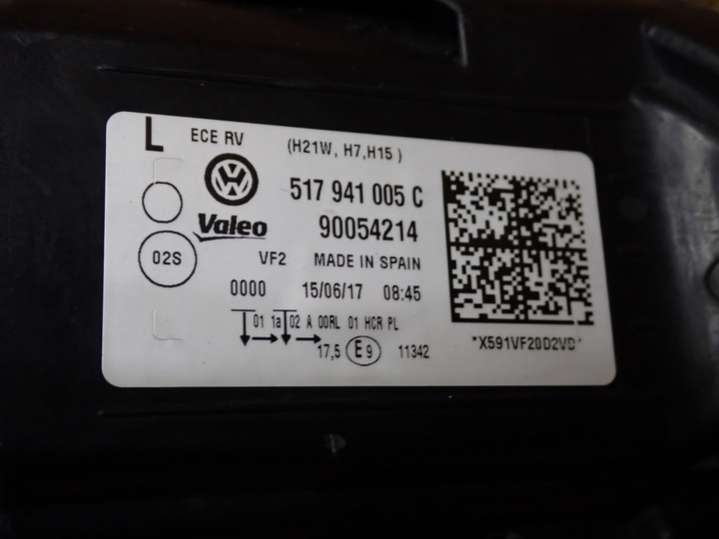 L ECE RV (H21W, H7,H15 )
517 941 005 C
Valeo 90054214
02S VF2 MADE IN SPAIN
0000 15/06/17 08:45
01 1a 02 A 00RL 01 HCR PL
17,5 E9 11342
*X591VF20D2VD*